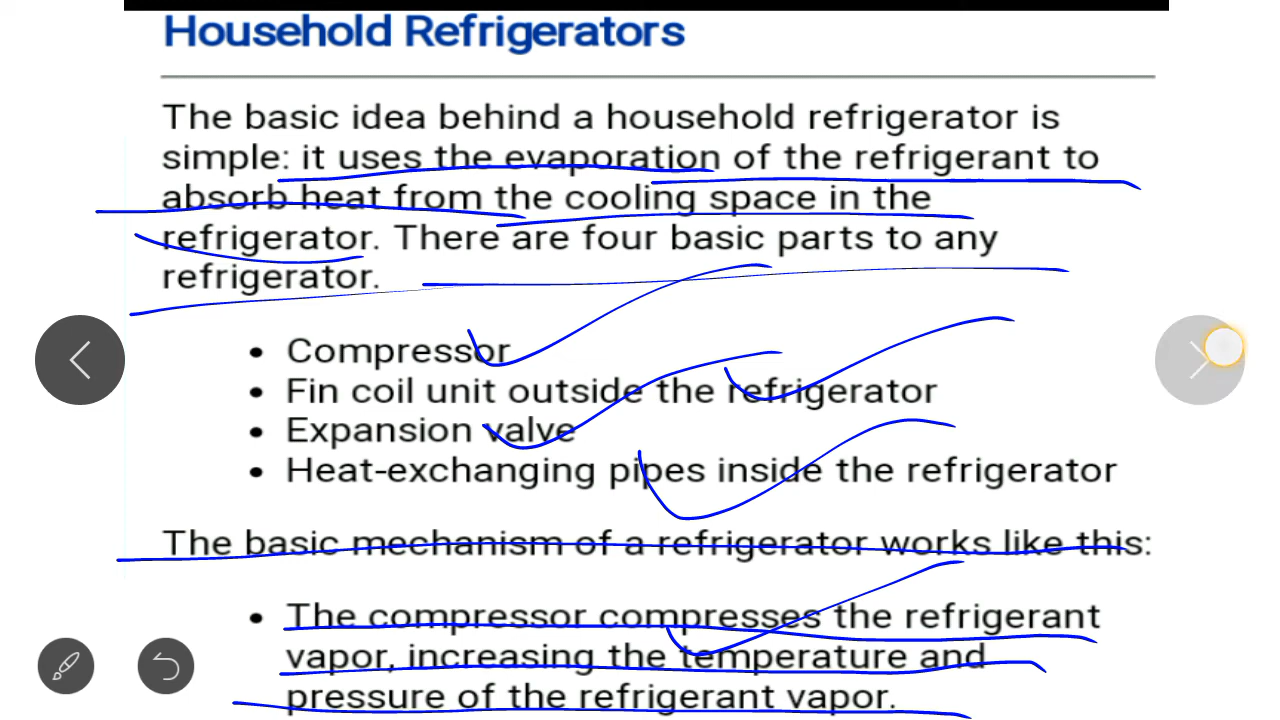 Household Refrigerators
The basic idea behind a household refrigerator is
simple: it uses the evaporation of the refrigerant to
absorb heat from the cooling space in the
refrigerator. There are four basic parts to any
refrigerator.
• Compressor
• Fin coil unit outside the refrigerator
• Expansion valve
• Heat-exchanging pipes inside the refrigerator
The basic mechanism of a refrigerator works like this:
• The compressor compresses the refrigerant
vapor, increasing the temperature and
pressure of the refrigerant vapor.